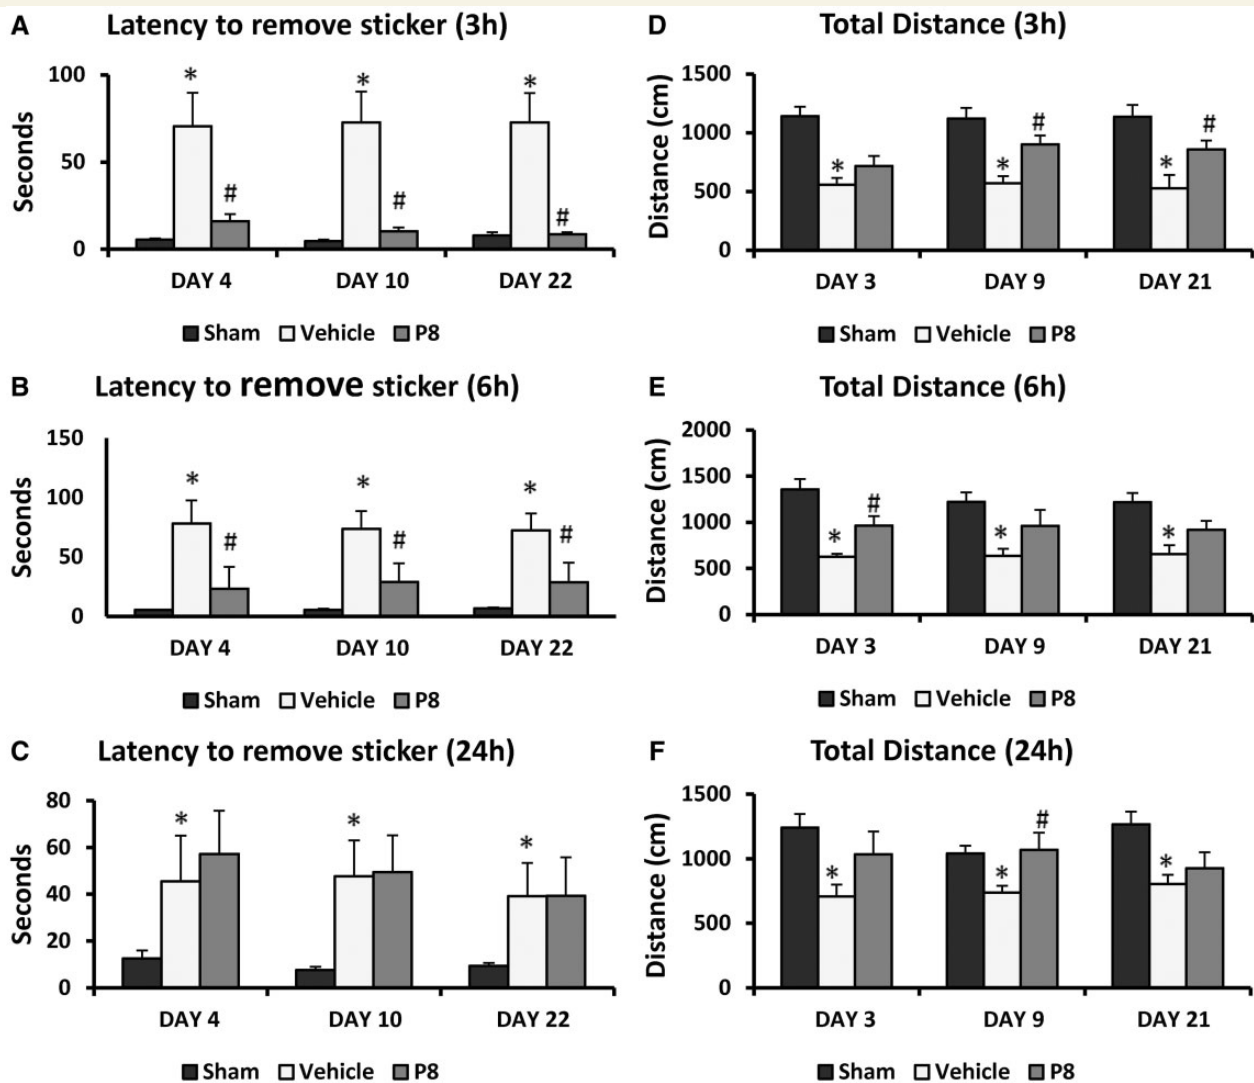 A Latency to remove sticker (3h)
100
50
0
Seconds
* * *
# # #
DAY 4 DAY 10 DAY 22
Sham Vehicle P8
D Total Distance (3h)
1500
1000
500
0
Distance (cm)
# #
* * *
DAY 3 DAY 9 DAY 21
Sham Vehicle P8
B Latency to remove sticker (6h)
150
100
50
0
Seconds
* * *
# # #
DAY 4 DAY 10 DAY 22
Sham Vehicle P8
E Total Distance (6h)
2000
1500
1000
500
0
Distance (cm)
#
* * *
DAY 3 DAY 9 DAY 21
Sham Vehicle P8
C Latency to remove sticker (24h)
80
60
40
20
0
Seconds
* * *
DAY 4 DAY 10 DAY 22
Sham Vehicle P8
F Total Distance (24h)
1500
1000
500
0
Distance (cm)
#
* * *
DAY 3 DAY 9 DAY 21
Sham Vehicle P8